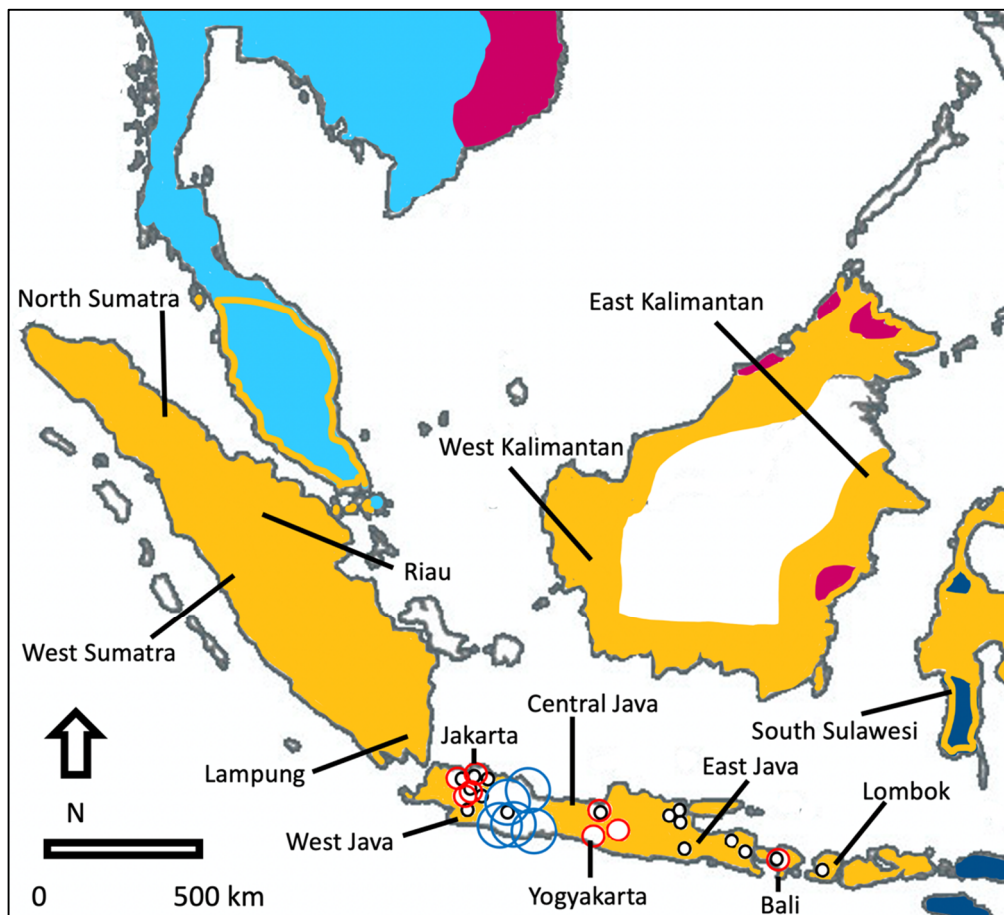 North Sumatra
East Kalimantan
West Kalimantan
Riau
West Sumatra
Central Java
South Sulawesi
Jakarta
East Java
Lampung
Lombok
N
West Java
0
500 km
Yogyakarta
Bali